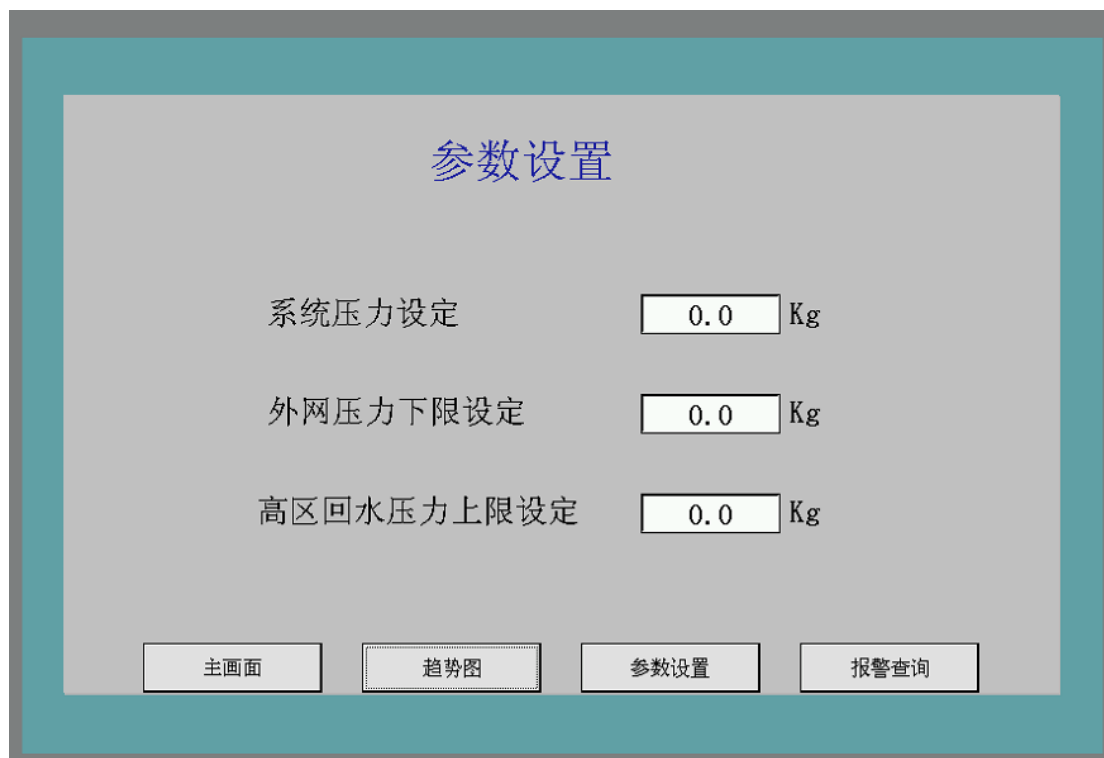 参数设置
系统压力设定 0.0 Kg
外网压力下限设定 0.0 Kg
高区回水压力上限设定 0.0 Kg
主画面 趋势图 参数设置 报警查询